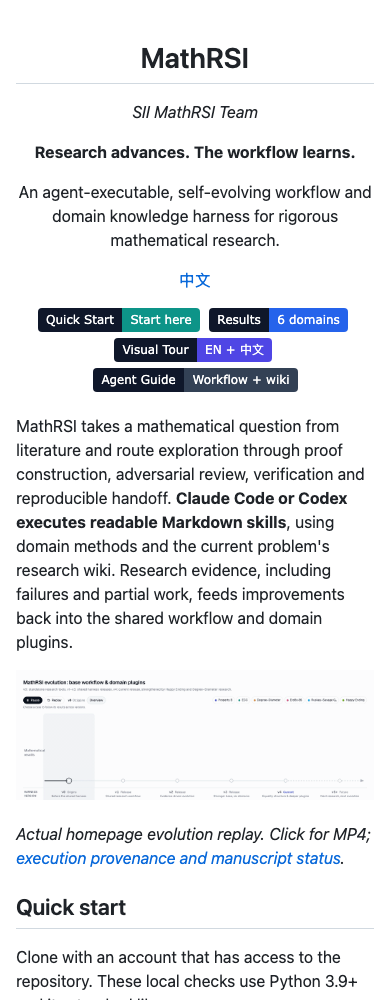 MathRSI
SII MathRSI Team
Research advances. The workflow learns.
An agent-executable, self-evolving workflow and
domain knowledge harness for rigorous
mathematical research.
中文
Quick Start Start here Results 6 domains
Visual Tour EN + 中文
Agent Guide Workflow + wiki
MathRSI takes a mathematical question from
literature and route exploration through proof
construction, adversarial review, verification and
reproducible handoff. Claude Code or Codex
executes readable Markdown skills, using
domain methods and the current problem's
research wiki. Research evidence, including
failures and partial work, feeds improvements
back into the shared workflow and domain
plugins.
MathRSI evolution: base workflow & domain plugins
Actual homepage evolution replay. Click for MP4;
execution provenance and manuscript status.
Quick start
Clone with an account that has access to the
repository. These local checks use Python 3.9+